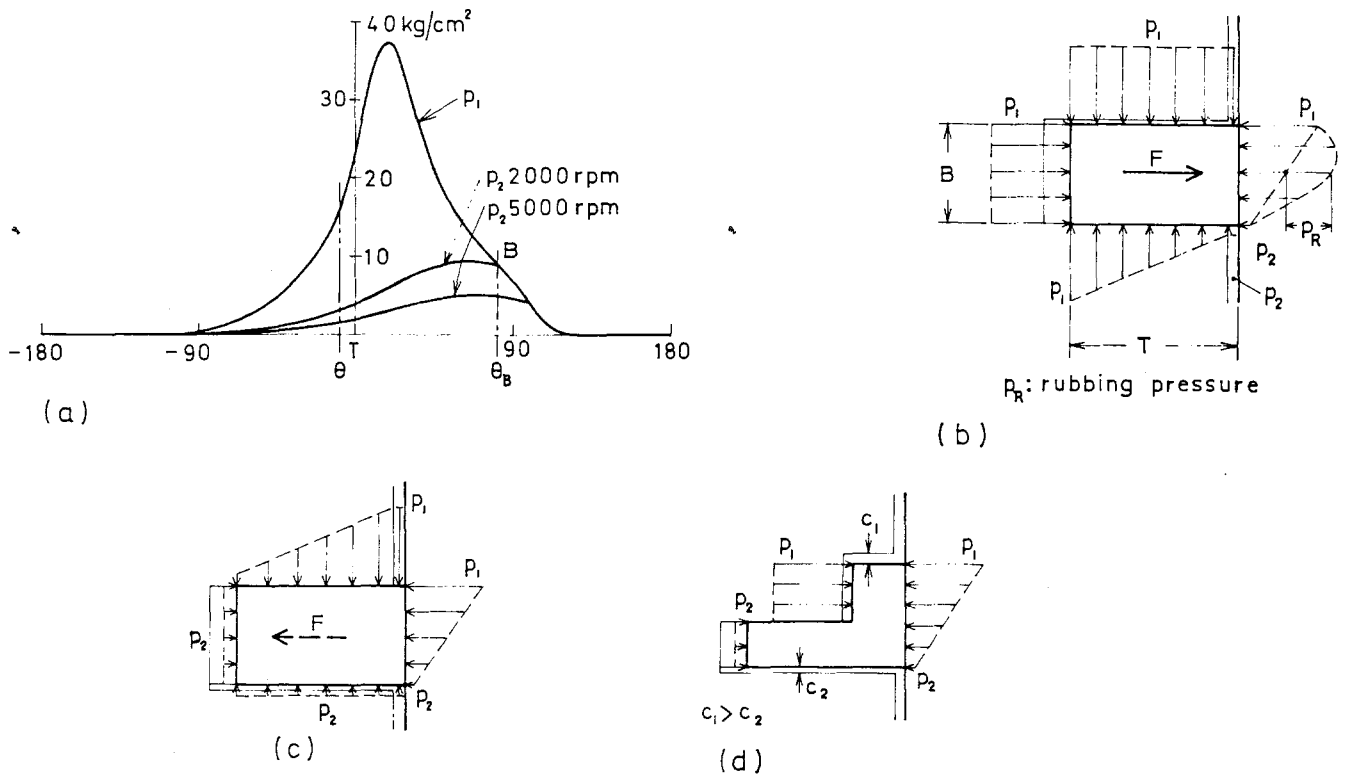 40 kg/cm²
30
20
10
p₁
p₂ 2000 rpm
p₂ 5000 rpm
B
-180
-90
T
90
180
θ
θ_B
(a)
p₁
p₁
p₁
B
F
p_R
p₂
p₁
p₂
T
p_R: rubbing pressure
(b)
p₁
p₁
p₂
F
p₂
p₂
(c)
c₁
p₁
p₁
p₂
c₂
p₂
c₁ > c₂
(d)